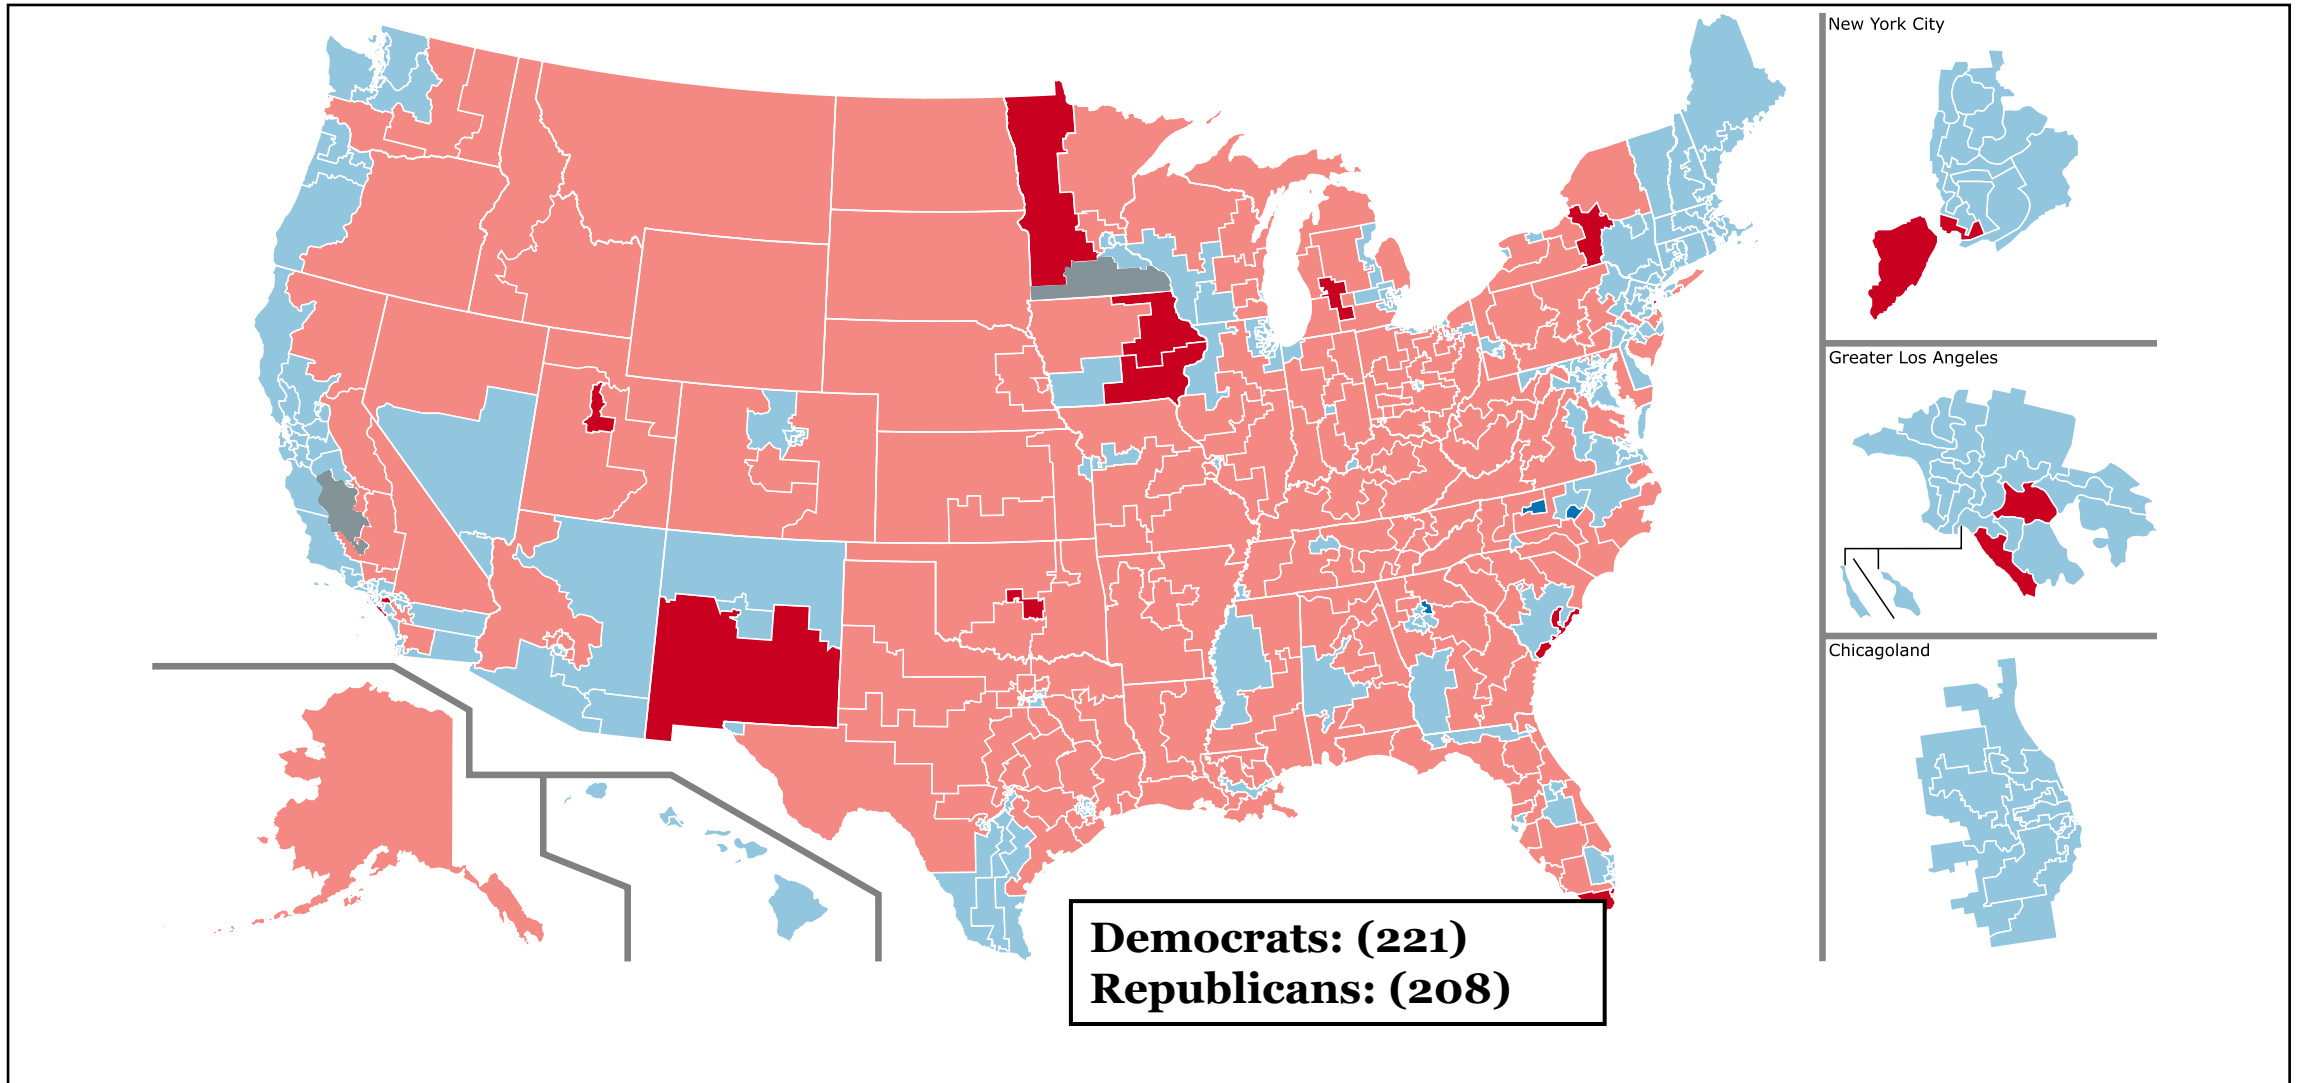 New York City
Greater Los Angeles
Chicagoland
Democrats: (221)
Republicans: (208)